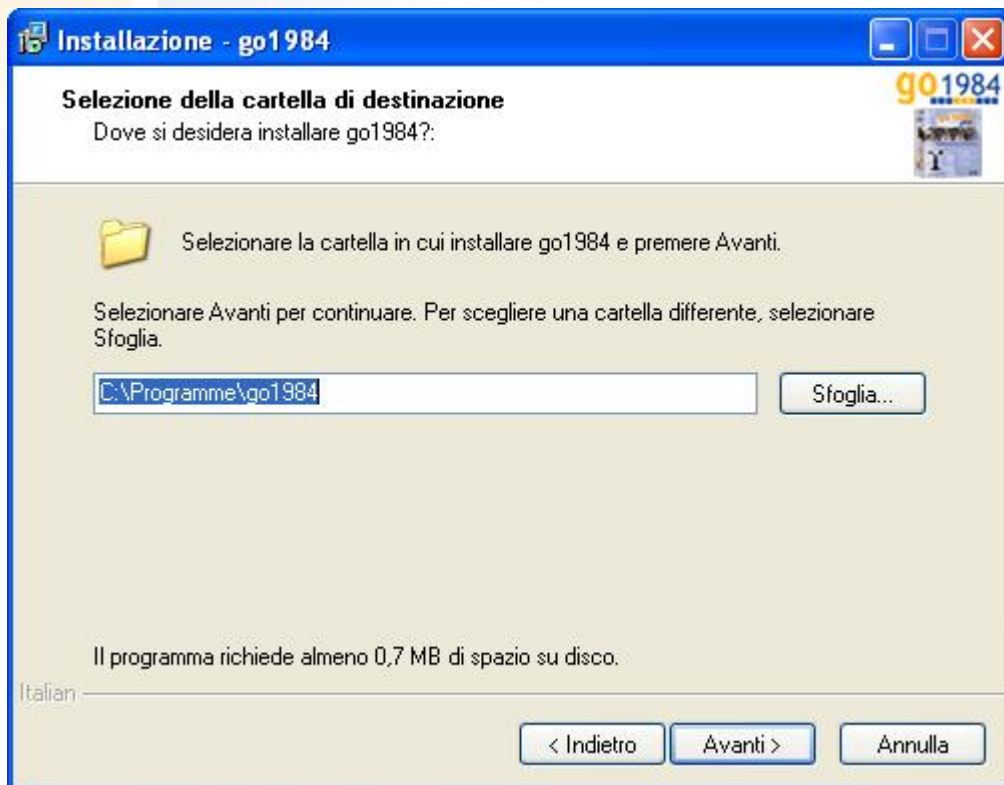 Installazione - go1984
Selezione della cartella di destinazione
Dove si desidera installare go1984?:
go1984
Selezionare la cartella in cui installare go1984 e premere Avanti.
Selezionare Avanti per continuare. Per scegliere una cartella differente, selezionare
Sfoglia.
C:\Programme\go1984
Sfoglia...
Il programma richiede almeno 0,7 MB di spazio su disco.
Italian
< Indietro
Avanti >
Annulla